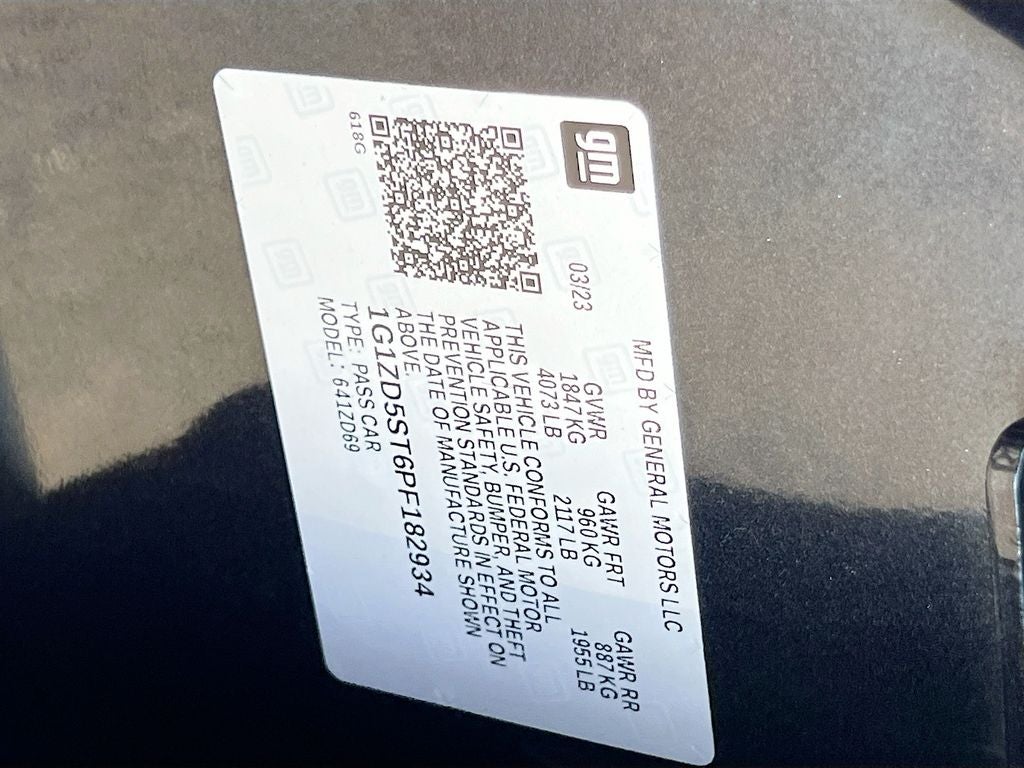 gm
MFD BY GENERAL MOTORS LLC
03/23
GVWR GAWR FRT GAWR RR
1847 KG 960 KG 887 KG
4073 LB 2117 LB 1955 LB
THIS VEHICLE CONFORMS TO ALL
APPLICABLE U.S. FEDERAL MOTOR
VEHICLE SAFETY, BUMPER, AND THEFT
PREVENTION STANDARDS IN EFFECT ON
THE DATE OF MANUFACTURE SHOWN
ABOVE.
1G1ZD5ST6PF182934
TYPE: PASS CAR
MODEL: 641ZD69
618G